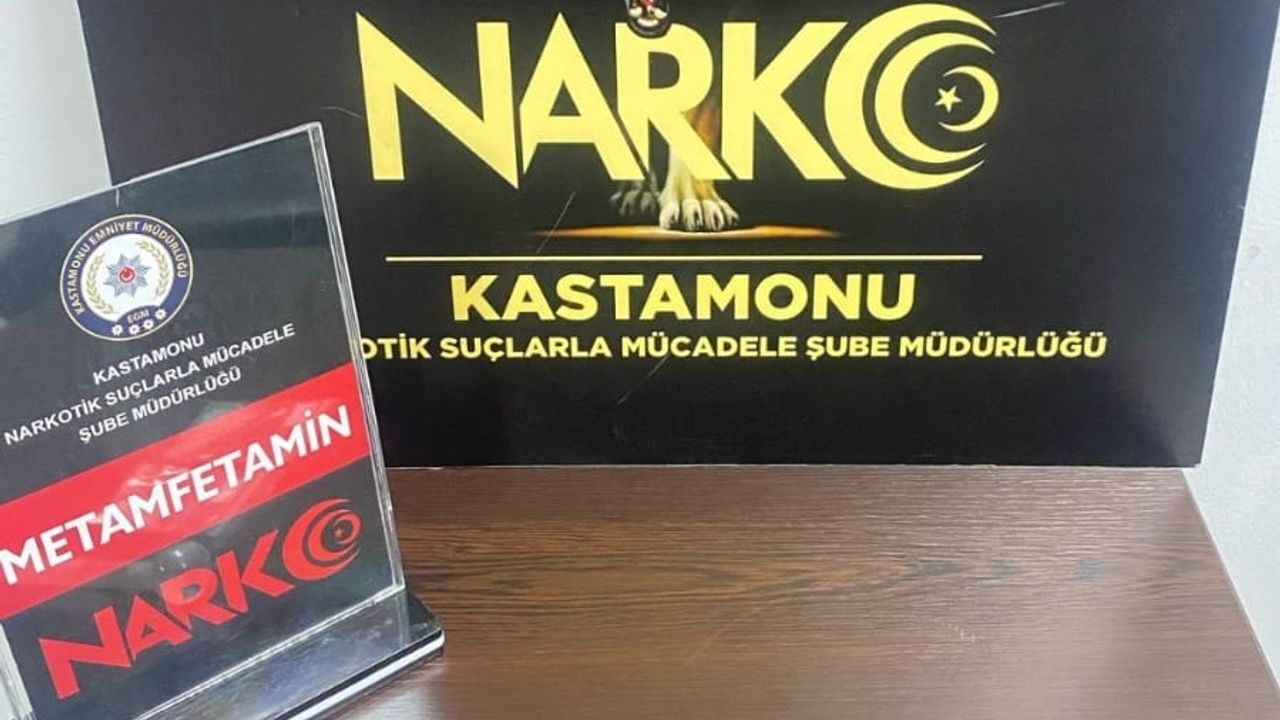 NARKO
KASTAMONU
OTİK SUÇLARLA MÜCADELE ŞUBE MÜDÜRLÜĞÜ
KASTAMONU EMNİYET MÜDÜRLÜĞÜ
EGM
KASTAMONU
NARKOTİK SUÇLARLA MÜCADELE
ŞUBE MÜDÜRLÜĞÜ
METAMFETAMİN
NARKO